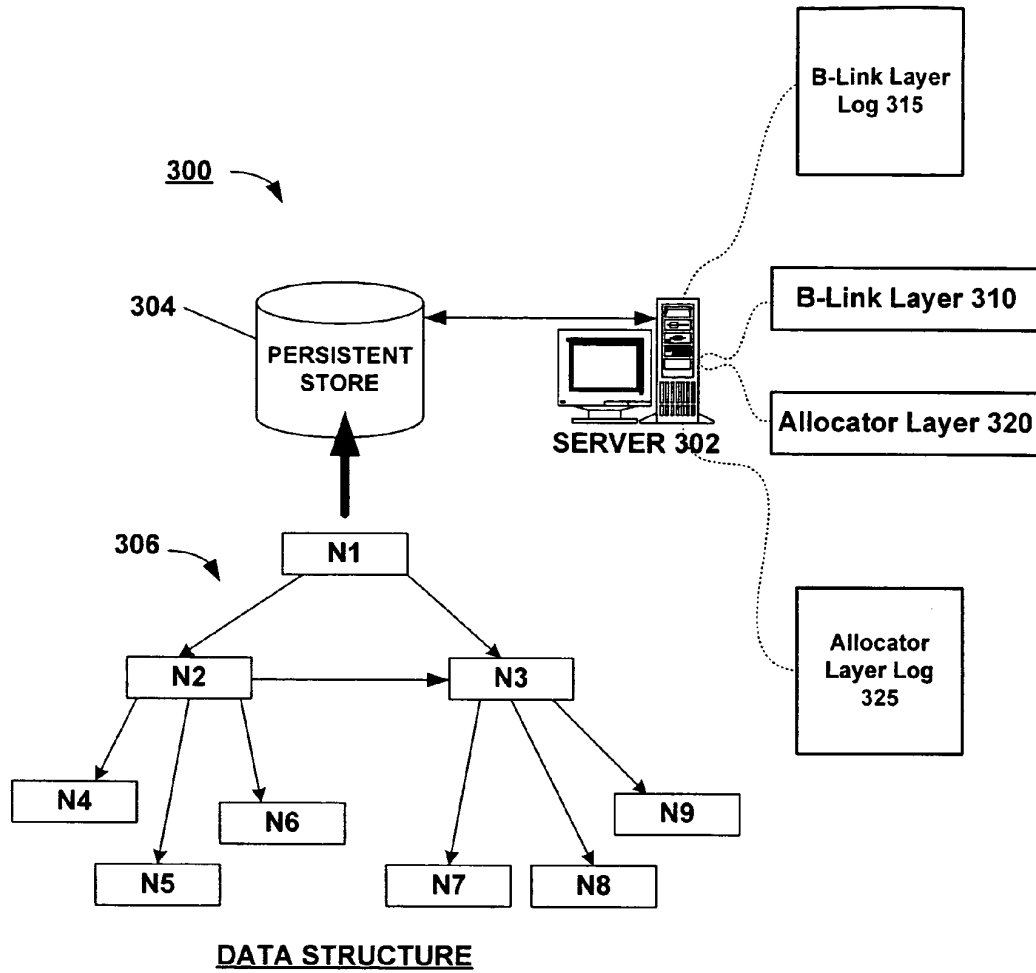 B-Link Layer
Log 315
300
304
PERSISTENT
STORE
B-Link Layer 310
Allocator Layer 320
SERVER 302
306
N1
Allocator
Layer Log
325
N2
N3
N4
N6
N9
N5
N7
N8
DATA STRUCTURE